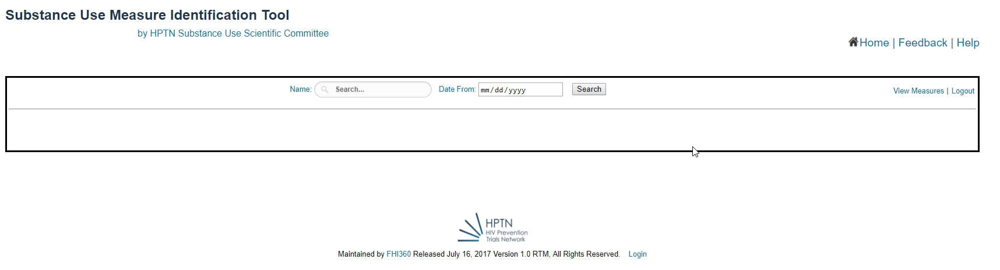 Substance Use Measure Identification Tool
by HPTN Substance Use Scientific Committee
Home | Feedback | Help
Name: Search... Date From: mm/dd/yyyy Search View Measures | Logout
HPTN
HIV Prevention
Trials Network
Maintained by FHI360 Released July 16, 2017 Version 1.0 RTM, All Rights Reserved. Login